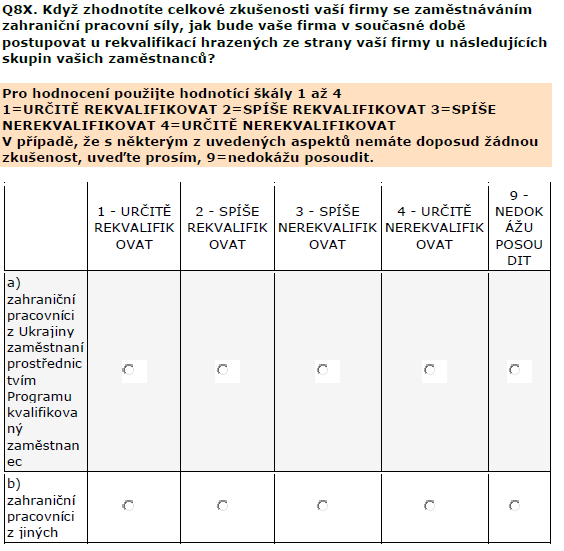 Q8X. Když zhodnotíte celkové zkušenosti vaší firmy se zaměstnáváním
zahraniční pracovní síly, jak bude vaše firma v současné době
postupovat u rekvalifikací hrazených ze strany vaší firmy u následujících
skupin vašich zaměstnanců?
Pro hodnocení použijte hodnotící škály 1 až 4
1=URČITĚ REKVALIFIKOVAT 2=SPÍŠE REKVALIFIKOVAT 3=SPÍŠE
NEREKVALIFIKOVAT 4=URČITĚ NEREKVALIFIKOVAT
V případě, že s některým z uvedených aspektů nemáte doposud žádnou
zkušenost, uveďte prosím, 9=nedokážu posoudit.
1 - URČITĚ
REKVALIFIK
OVAT
2 - SPÍŠE
REKVALIFIK
OVAT
3 - SPÍŠE
NEREKVALIFIK
OVAT
4 - URČITĚ
NEREKVALIFIK
OVAT
9 -
NEDOK
ÁŽU
POSOU
DIT
a)
zahraniční
pracovníci
z Ukrajiny
zaměstnaní
prostřednic
tvím
Programu
kvalifikova
ný
zaměstnan
ec
b)
zahraniční
pracovníci
z jiných